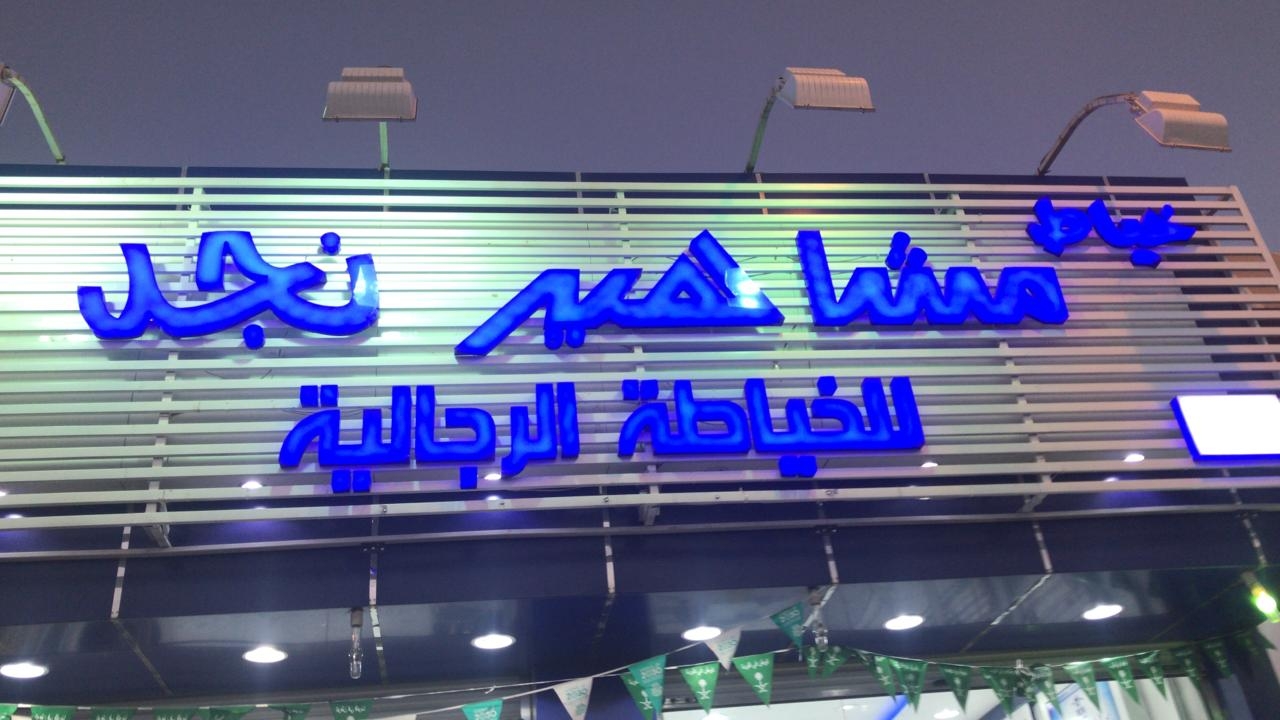 خياط
مشاهير نجد
للخياطة الرجالية